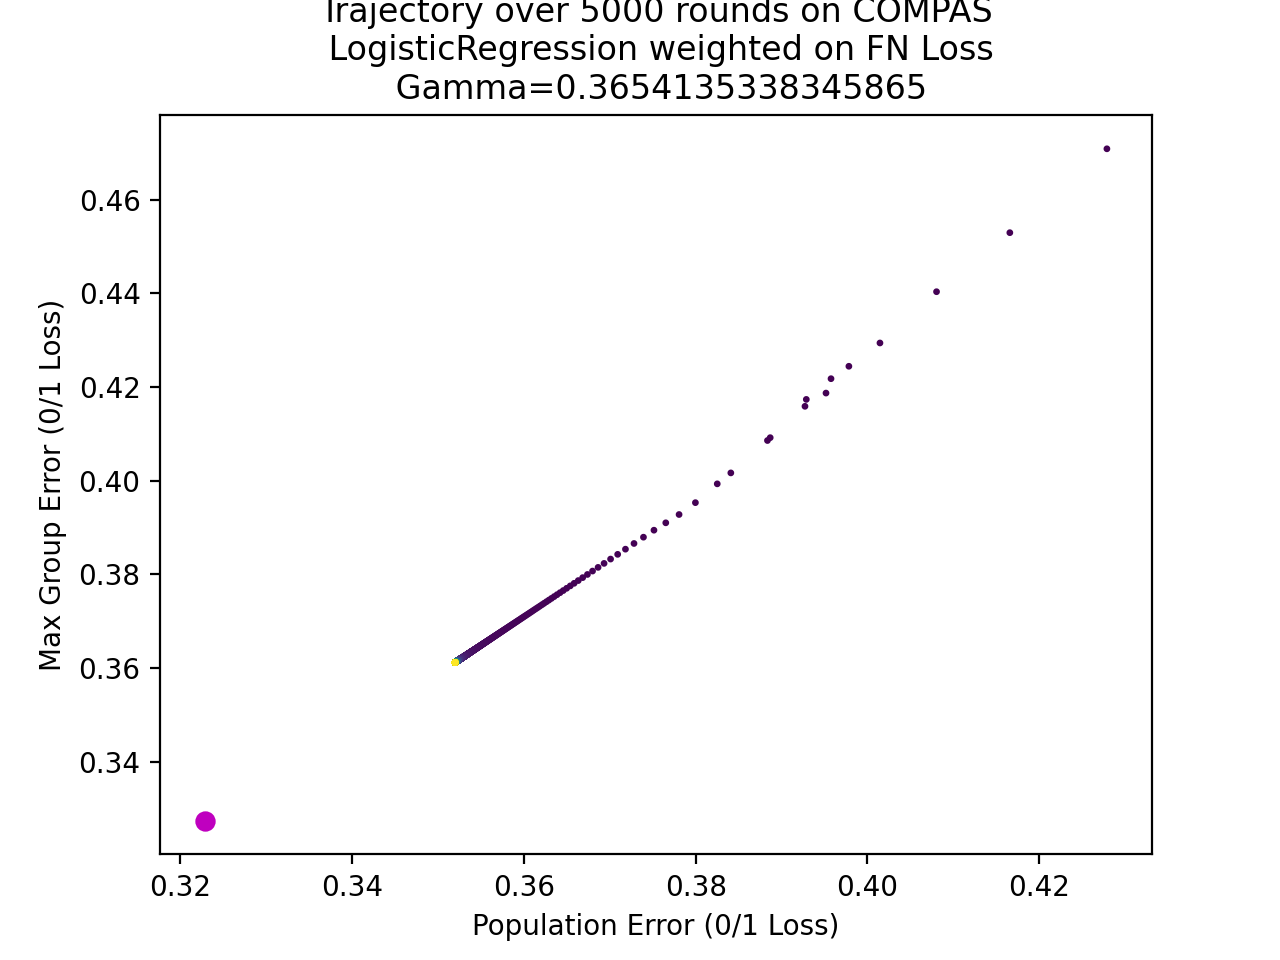 Trajectory over 5000 rounds on COMPAS
LogisticRegression weighted on FN Loss
Gamma=0.3654135338345865
Max Group Error (0/1 Loss)
0.46
0.44
0.42
0.40
0.38
0.36
0.34
0.32 0.34 0.36 0.38 0.40 0.42
Population Error (0/1 Loss)